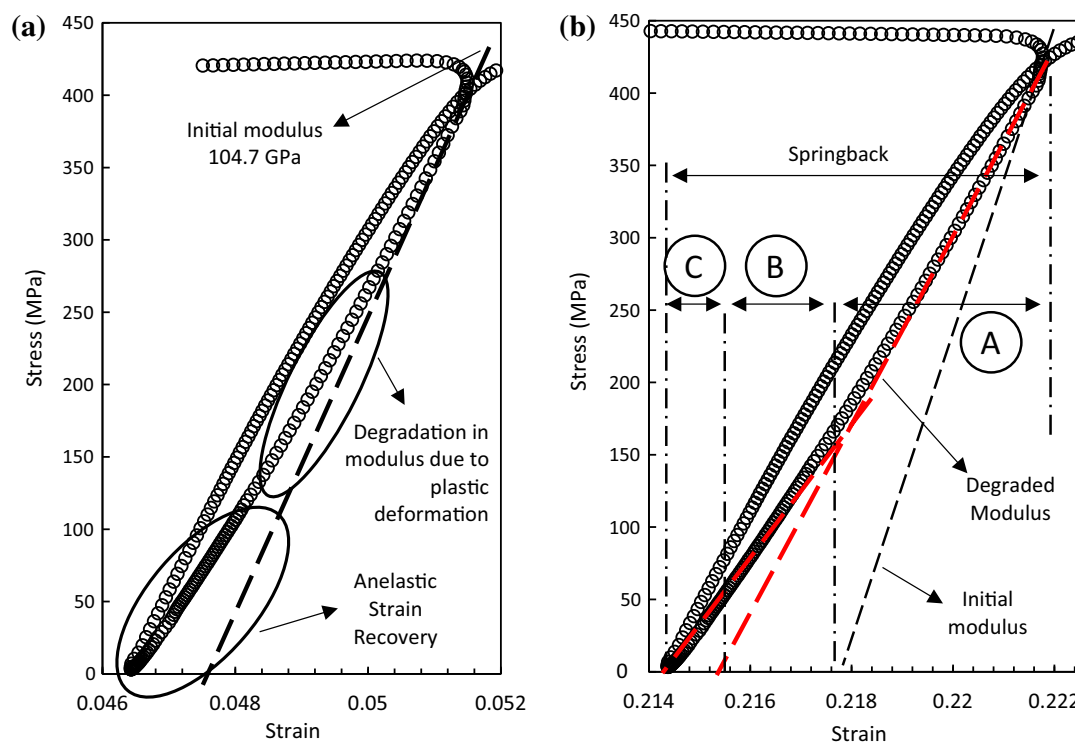 (a)
450
400
350
300
250
200
150
100
50
0
Stress (MPa)
Initial modulus
104.7 GPa
Degradation in
modulus due to
plastic
deformation
Anelastic
Strain
Recovery
0.046
0.048
0.05
0.052
Strain
(b)
450
400
350
300
250
200
150
100
50
0
Stress (MPa)
Springback
C
B
A
Degraded
Modulus
Initial
modulus
0.214
0.216
0.218
0.22
0.222
Strain